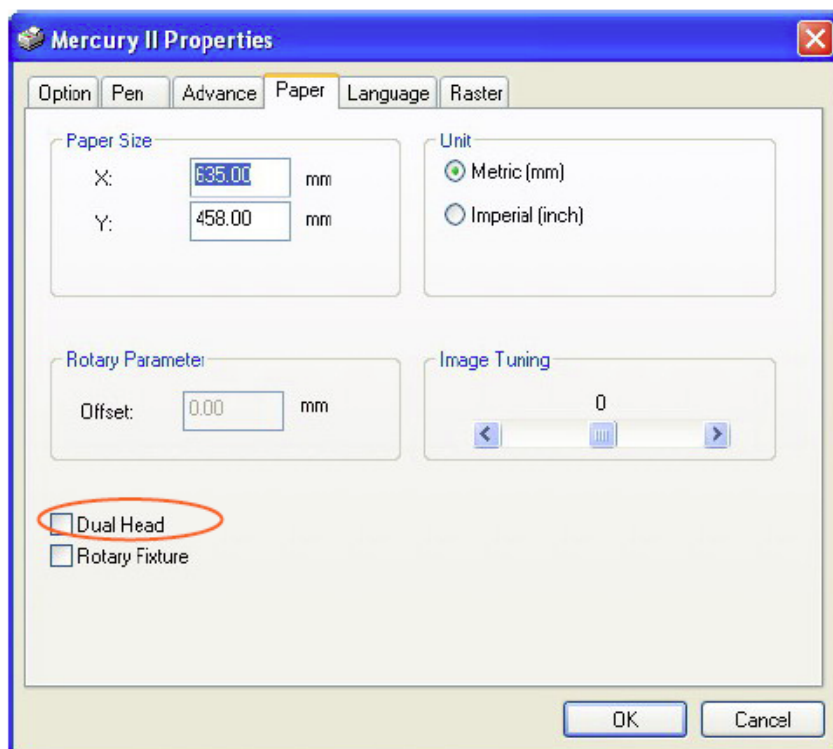 Mercury II Properties
Option Pen Advance Paper Language Raster
Paper Size
X: 635.00 mm
Y: 458.00 mm
Unit
Metric (mm)
Imperial (inch)
Rotary Parameter
Offset: 0.00 mm
Image Tuning
0
Dual Head
Rotary Fixture
OK Cancel